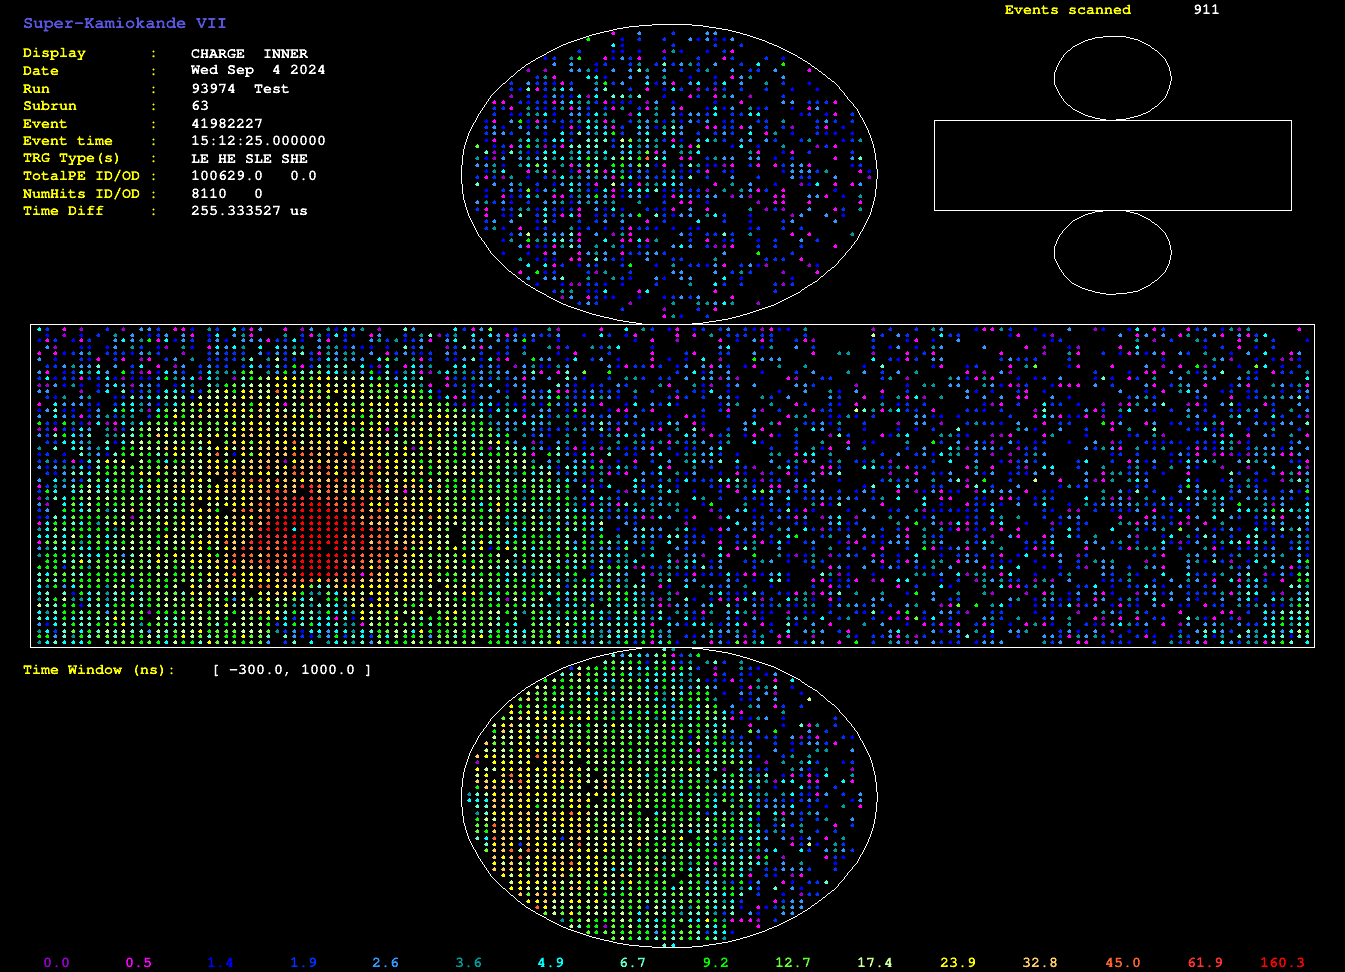 Super-Kamiokande VII
Events scanned 911
Display : CHARGE INNER
Date : Wed Sep 4 2024
Run : 93974 Test
Subrun : 63
Event : 41982227
Event time : 15:12:25.000000
TRG Type(s) : LE HE SLE SHE
TotalPE ID/OD : 100629.0 0.0
NumHits ID/OD : 8110 0
Time Diff : 255.333527 us
Time Window (ns): [ -300.0, 1000.0 ]
0.0 0.5 1.4 1.9 2.6 3.6 4.9 6.7 9.2 12.7 17.4 23.9 32.8 45.0 61.9 160.3